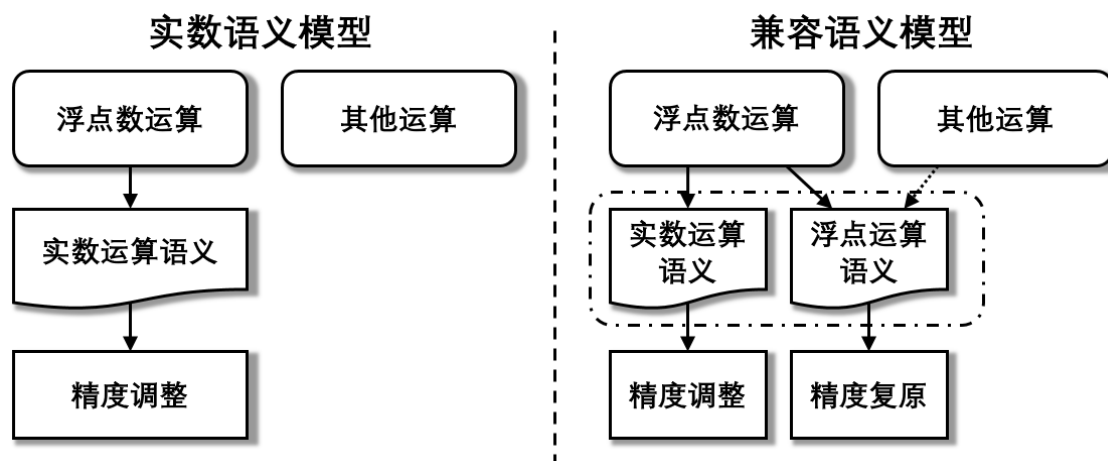 实数语义模型
浮点数运算
其他运算
实数运算语义
精度调整
兼容语义模型
浮点数运算
其他运算
实数运算
语义
浮点运算
语义
精度调整
精度复原